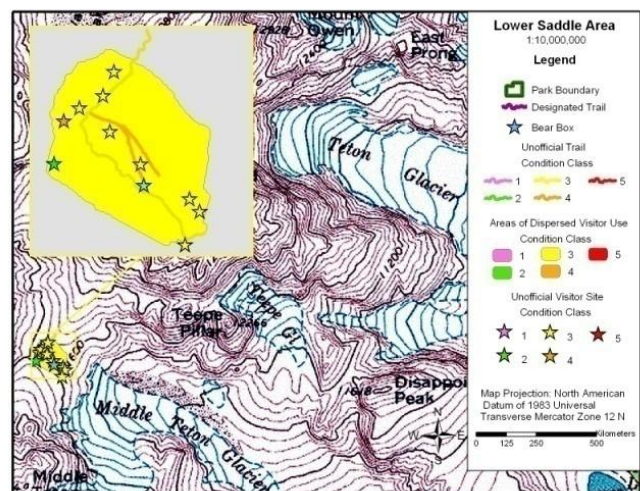 Mount
Owen
East
Prong
Teton
Glacier
11200
Teepe
Pillar
Teepe Gl
Disappoi
Peak
Middle Teton Glacier
Middle
Lower Saddle Area
1:10,000,000
Legend
Park Boundary
Designated Trail
Bear Box
Unofficial Trail
Condition Class
1 3 5
2 4
Areas of Dispersed Visitor Use
Condition Class
1 3 5
2 4
Unofficial Visitor Site
Condition Class
1 3 5
2 4
Map Projection: North American
Datum of 1983 Universal
Transverse Mercator Zone 12 N
Kilometers
0 125 250 500
N
W E
S